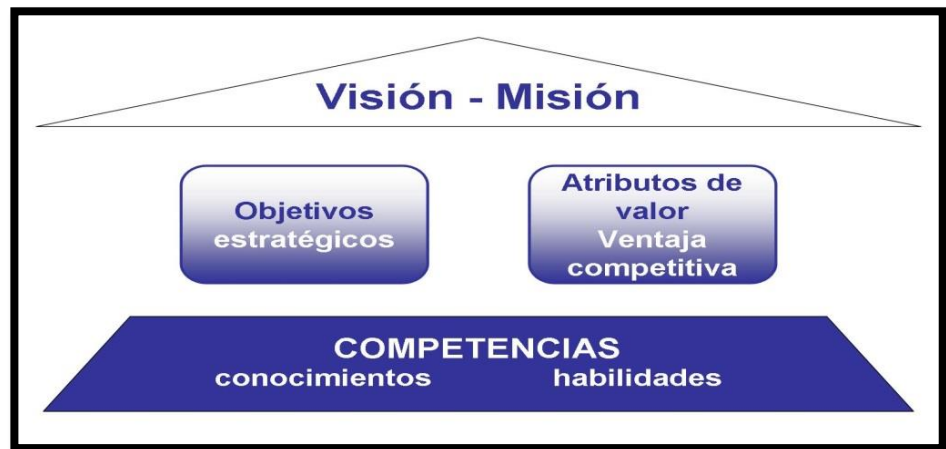 Visión - Misión
Objetivos
estratégicos
Atributos de
valor
Ventaja
competitiva
COMPETENCIAS
conocimientos habilidades